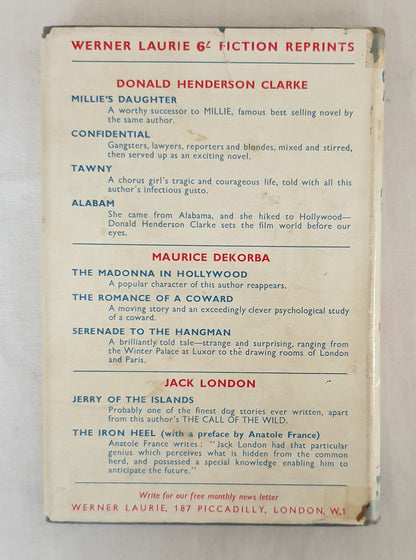 WERNER LAURIE 6/- FICTION REPRINTS
DONALD HENDERSON CLARKE
MILLIE'S DAUGHTER
A worthy successor to MILLIE, famous best selling novel by
the same author.
CONFIDENTIAL
Gangsters, lawyers, reporters and blondes, mixed and stirred,
then served up as an exciting novel.
TAWNY
A chorus girl's tragic and courageous life, told with all this
author's infectious gusto.
ALABAM
She came from Alabama, and she hiked to Hollywood—
Donald Henderson Clarke sets the film world before our
eyes.
MAURICE DEKORBA
THE MADONNA IN HOLLYWOOD
A popular character of this author reappears.
THE ROMANCE OF A COWARD
A moving story and an exceedingly clever psychological study
of a coward.
SERENADE TO THE HANGMAN
A brilliantly told tale—strange and surprising, ranging from
the Winter Palace at Luxor to the drawing rooms of London
and Paris.
JACK LONDON
JERRY OF THE ISLANDS
Probably one of the finest dog stories ever written, apart
from this author's THE CALL OF THE WILD.
THE IRON HEEL (with a preface by Anatole France)
Anatole France writes : "Jack London had that particular
genius which perceives what is hidden from the common
herd, and possessed a special knowledge enabling him to
anticipate the future."
Write for our free monthly news letter
WERNER LAURIE, 187 PICCADILLY, LONDON, W.1